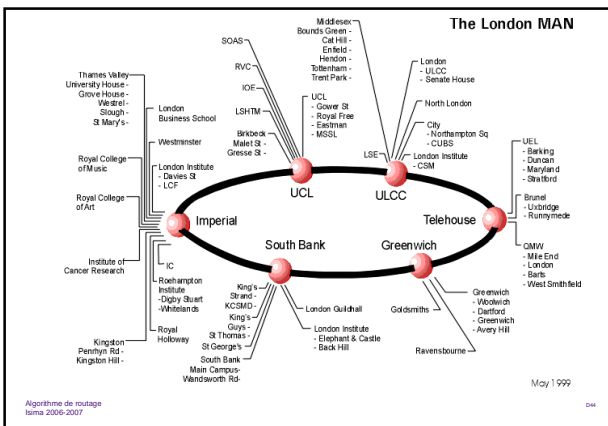 The London MAN
SOAS
RVC
IOE
LSHTM
Birkbeck
Malet St -
Gresse St -
UCL
- Gower St
- Royal Free
- Eastman
- MSSL
Middlesex
Bounds Green -
Cat Hill -
Enfield -
Hendon -
Tottenham -
Trent Park -
LSE
London
- ULCC
- Senate House
North London
City
- Northampton Sq
- CUBS
London Institute
- CSM
Thames Valley
University House -
Grove House -
Westrel -
Slough -
St Mary's -
London
Business School
Westminster
London Institute
- Davies St
- LCF
Royal College
of Music
Royal College
of Art
Institute of
Cancer Research
IC
Roehampton
Institute
- Digby Stuart
- Whitelands
Royal
Holloway
Kingston
Penrhyn Rd -
Kingston Hill -
UCL
ULCC
Imperial
Telehouse
South Bank
Greenwich
UEL
- Barking
- Duncan
- Maryland
- Stratford
Brunel
- Uxbridge
- Runnymede
QMW
- Mile End
- London
- Barts
- West Smithfield
King's
Strand -
KCSMD -
King's
Guys -
St Thomas -
St George's
South Bank
Main Campus-
Wandsworth Rd-
London Guildhall
London Institute
- Elephant & Castle
- Back Hill
Goldsmiths
Ravensbourne
Greenwich
- Woolwich
- Dartford
- Greenwich
- Avery Hill
May 1999
Algorithme de routage
Isima 2006-2007
D44